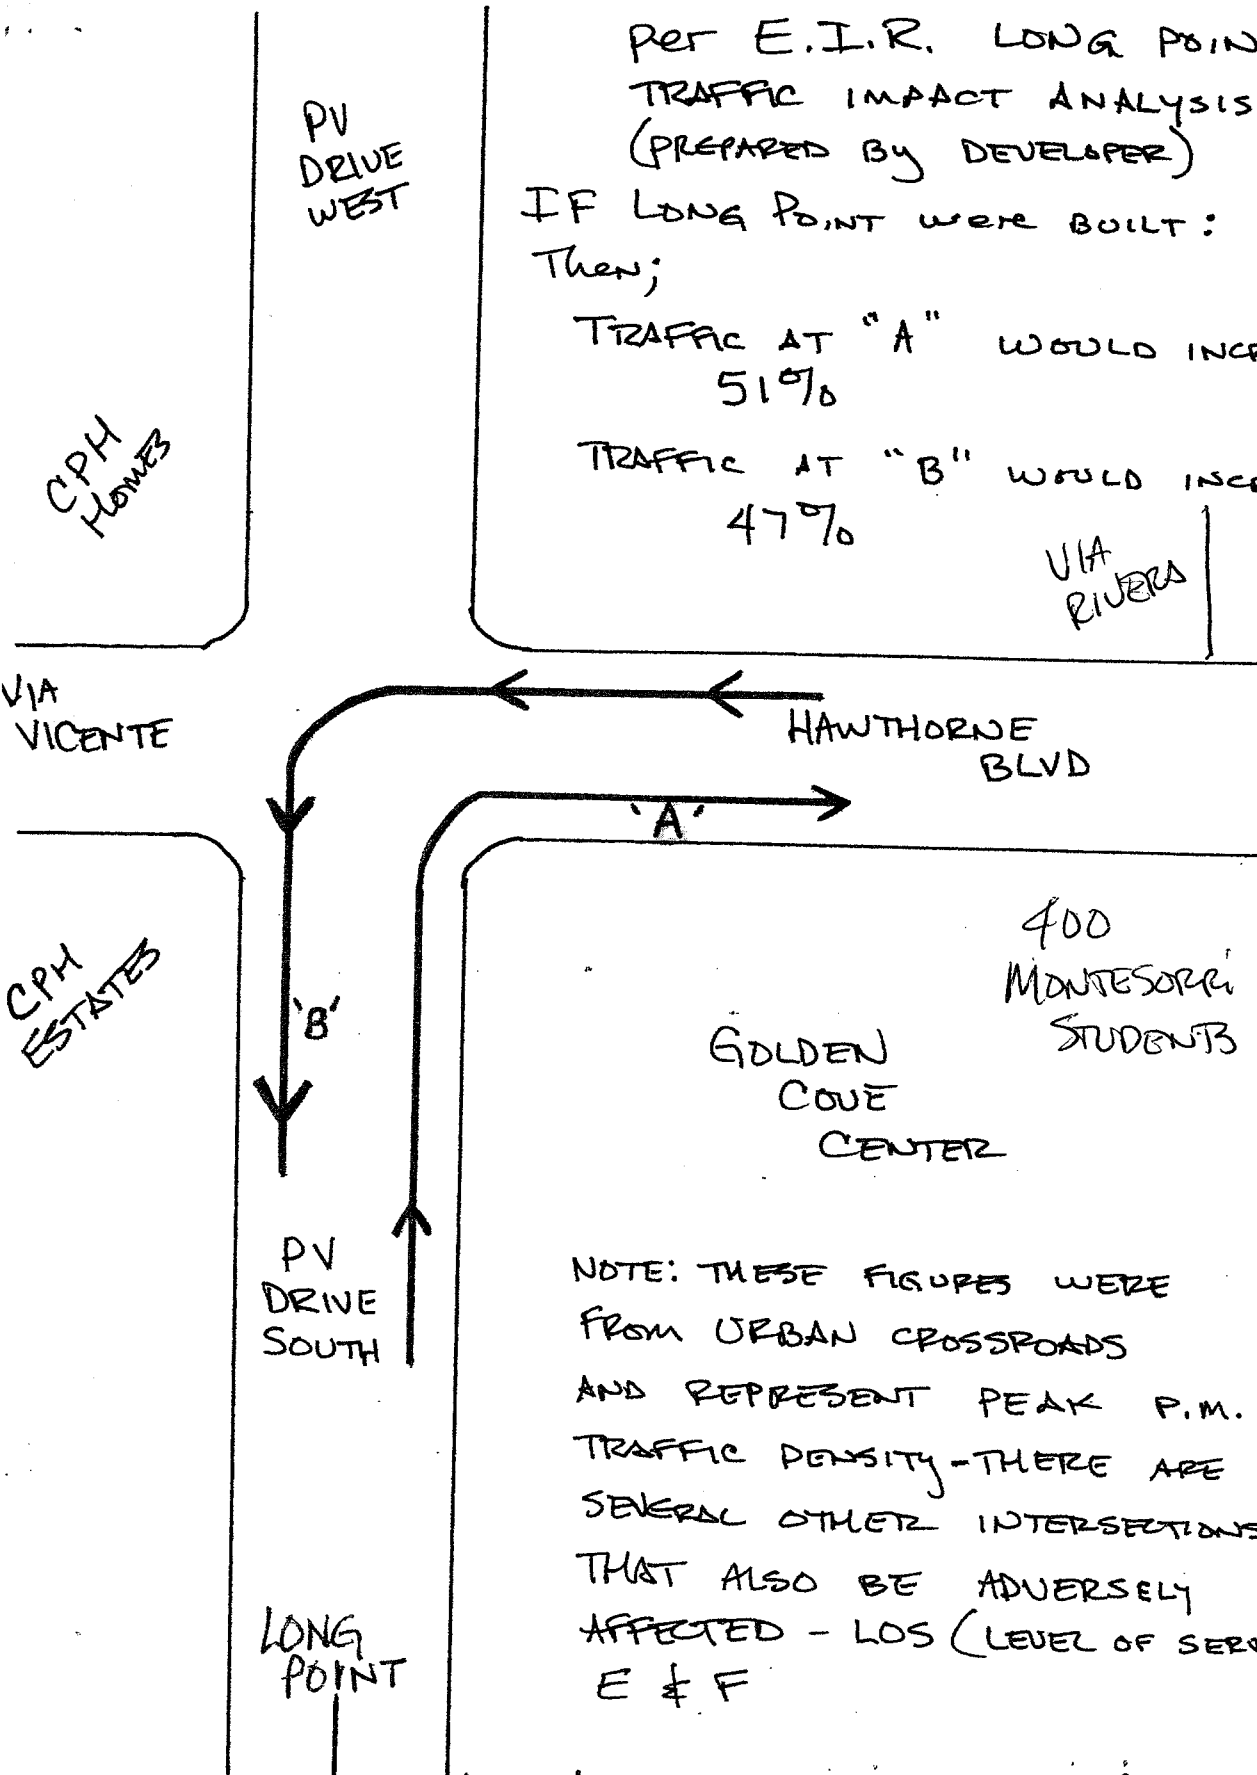 per E.I.R. LONG POIN
TRAFFIC IMPACT ANALYSIS
(PREPARED By DEVELOPER)
IF LONG POINT were BUILT:
Then;
TRAFFIC AT "A" WOULD INCR
51%
TRAFFIC AT "B" WOULD INCR
47%
PV
DRIVE
WEST
CPH
HOMES
VIA
RIVERA
VIA
VICENTE
HAWTHORNE
BLVD
'A'
CPH
ESTATES
'B'
400
MONTESORRI
STUDENTS
GOLDEN
COVE
CENTER
PV
DRIVE
SOUTH
NOTE: THESE FIGURES WERE
FROM URBAN CROSSROADS
AND REPRESENT PEAK P.M.
TRAFFIC DENSITY - THERE ARE
SEVERAL OTHER INTERSECTIONS
THAT ALSO BE ADVERSELY
AFFECTED - LOS (LEVEL OF SERV
E & F
LONG
POINT